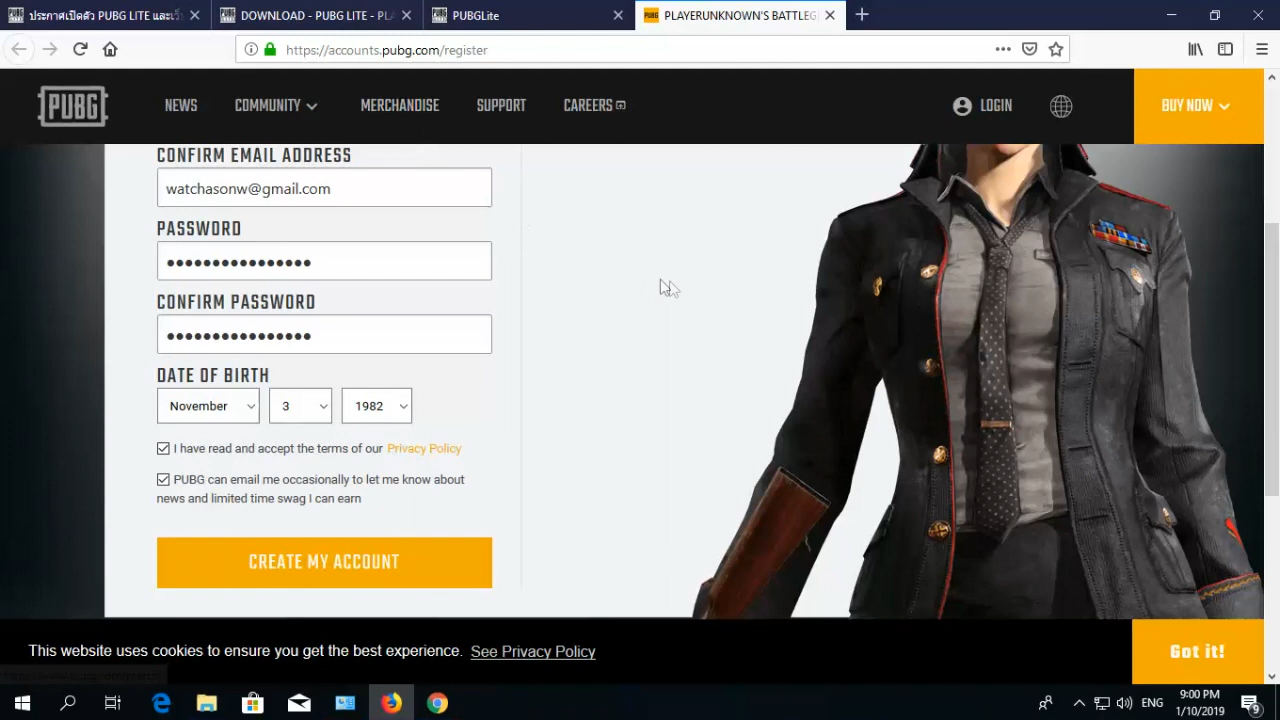 ประกาศเปิดตัว PUBG LITE และเร็ว
DOWNLOAD - PUBG LITE - PLA
PUBGLite
PLAYERUNKNOWN'S BATTLEG
https://accounts.pubg.com/register
PUBG
NEWS
COMMUNITY
MERCHANDISE
SUPPORT
CAREERS
LOGIN
BUY NOW
CONFIRM EMAIL ADDRESS
watchasonw@gmail.com
PASSWORD
CONFIRM PASSWORD
DATE OF BIRTH
November
3
1982
I have read and accept the terms of our Privacy Policy
PUBG can email me occasionally to let me know about
news and limited time swag I can earn
CREATE MY ACCOUNT
This website uses cookies to ensure you get the best experience. See Privacy Policy
Got it!
ENG
9:00 PM
1/10/2019
9